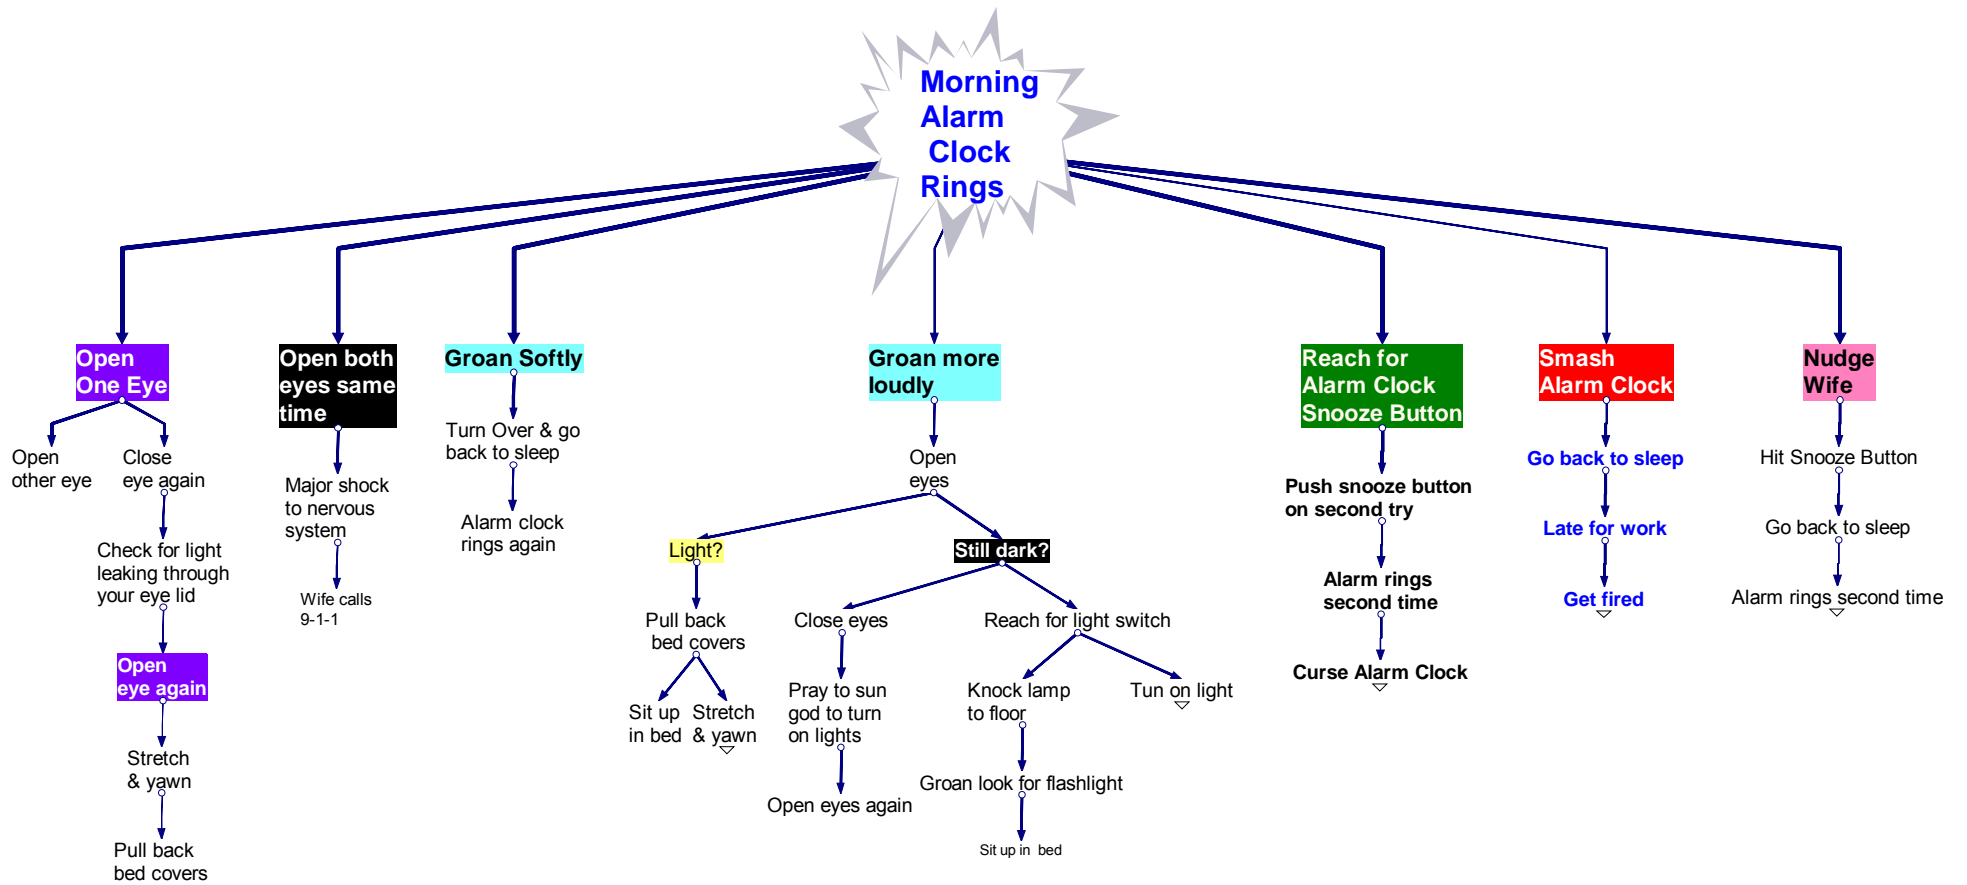 Morning
Alarm
Clock
Rings
Open
One Eye
Open
other eye
Close
eye again
Check for light
leaking through
your eye lid
Open
eye again
Stretch
& yawn
Pull back
bed covers
Open both
eyes same
time
Major shock
to nervous
system
Wife calls
9-1-1
Groan Softly
Turn Over & go
back to sleep
Alarm clock
rings again
Groan more
loudly
Open
eyes
Light?
Pull back
bed covers
Sit up
in bed
Stretch
& yawn
Still dark?
Close eyes
Pray to sun
god to turn
on lights
Open eyes again
Reach for light switch
Knock lamp
to floor
Groan look for flashlight
Sit up in bed
Tun on light
Reach for
Alarm Clock
Snooze Button
Push snooze button
on second try
Alarm rings
second time
Curse Alarm Clock
Smash
Alarm Clock
Go back to sleep
Late for work
Get fired
Nudge
Wife
Hit Snooze Button
Go back to sleep
Alarm rings second time